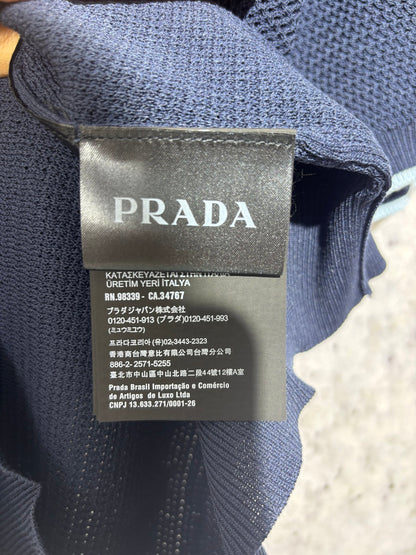 PRADA
ΚΑΤΑΣΚΕΥΑΖΕΤΑΙ ΣΤΗΝ ΙΤΑΛΙΑ
ÜRETİM YERİ İTALYA
RN.98339 - CA.34767
プラダジャパン株式会社
0120-451-913 (プラダ) 0120-451-993
(ミュウミュウ)
프라다코리아 (유)02-3443-2323
香港商台灣意比有限公司台灣分公司
886-2- 2571-5255
臺北市中山區中山北路二段44號12樓A室
Prada Brasil Importação e Comércio
de Artigos de Luxo Ltda
CNPJ 13.633.271/0001-26